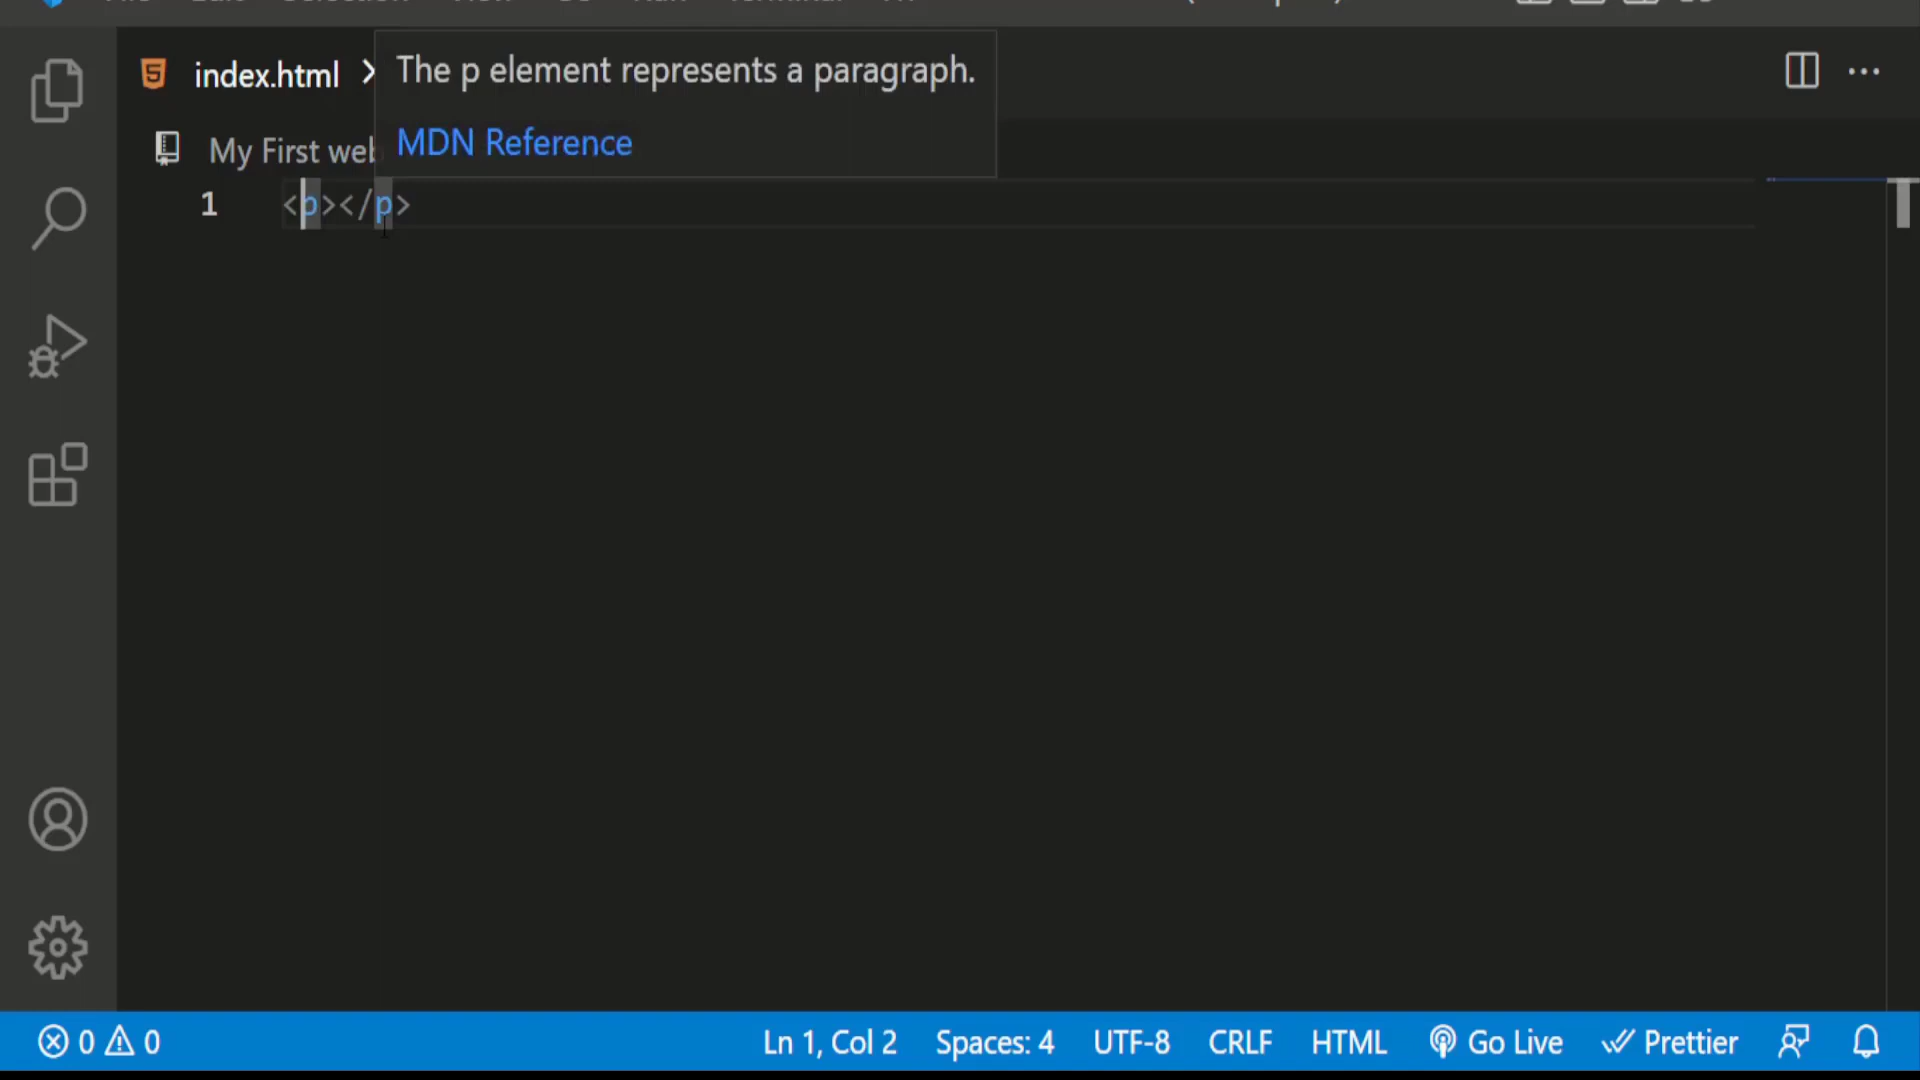 index.html
The p element represents a paragraph.
My First web
MDN Reference
1 <p></p>
0 0 Ln 1, Col 2 Spaces: 4 UTF-8 CRLF HTML Go Live Prettier